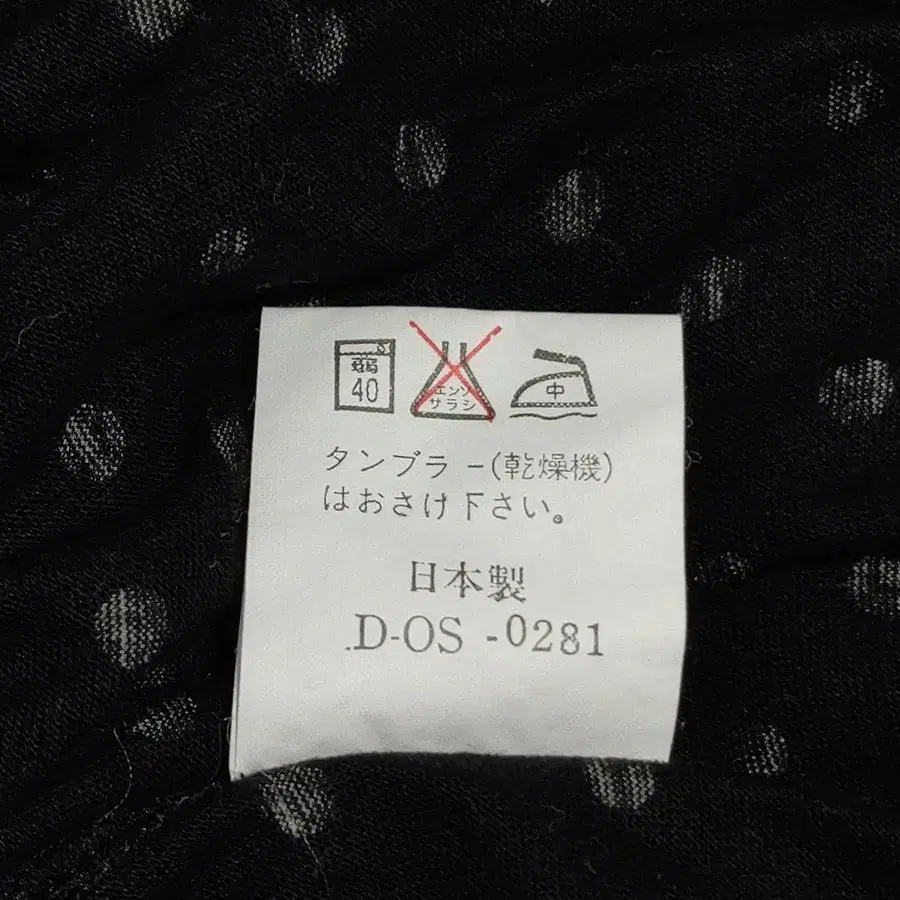 弱
40
エンソ
サラシ
中
タンブラー(乾燥機)
はおさけ下さい。
日本製
.D-OS -0281